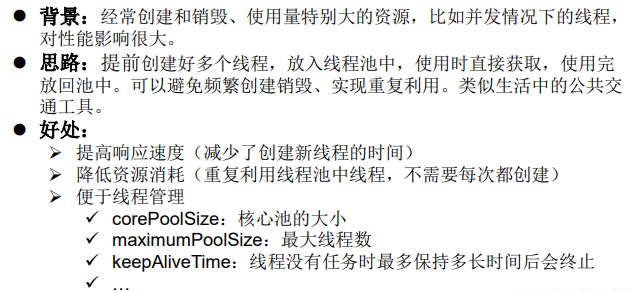 ● 背景：经常创建和销毁、使用量特别大的资源，比如并发情况下的线程，
对性能影响很大。
● 思路：提前创建好多个线程，放入线程池中，使用时直接获取，使用完
放回池中。可以避免频繁创建销毁、实现重复利用。类似生活中的公共交
通工具。
● 好处：
➢ 提高响应速度（减少了创建新线程的时间）
➢ 降低资源消耗（重复利用线程池中线程，不需要每次都创建）
➢ 便于线程管理
✓ corePoolSize：核心池的大小
✓ maximumPoolSize：最大线程数
✓ keepAliveTime：线程没有任务时最多保持多长时间后会终止
✓ …